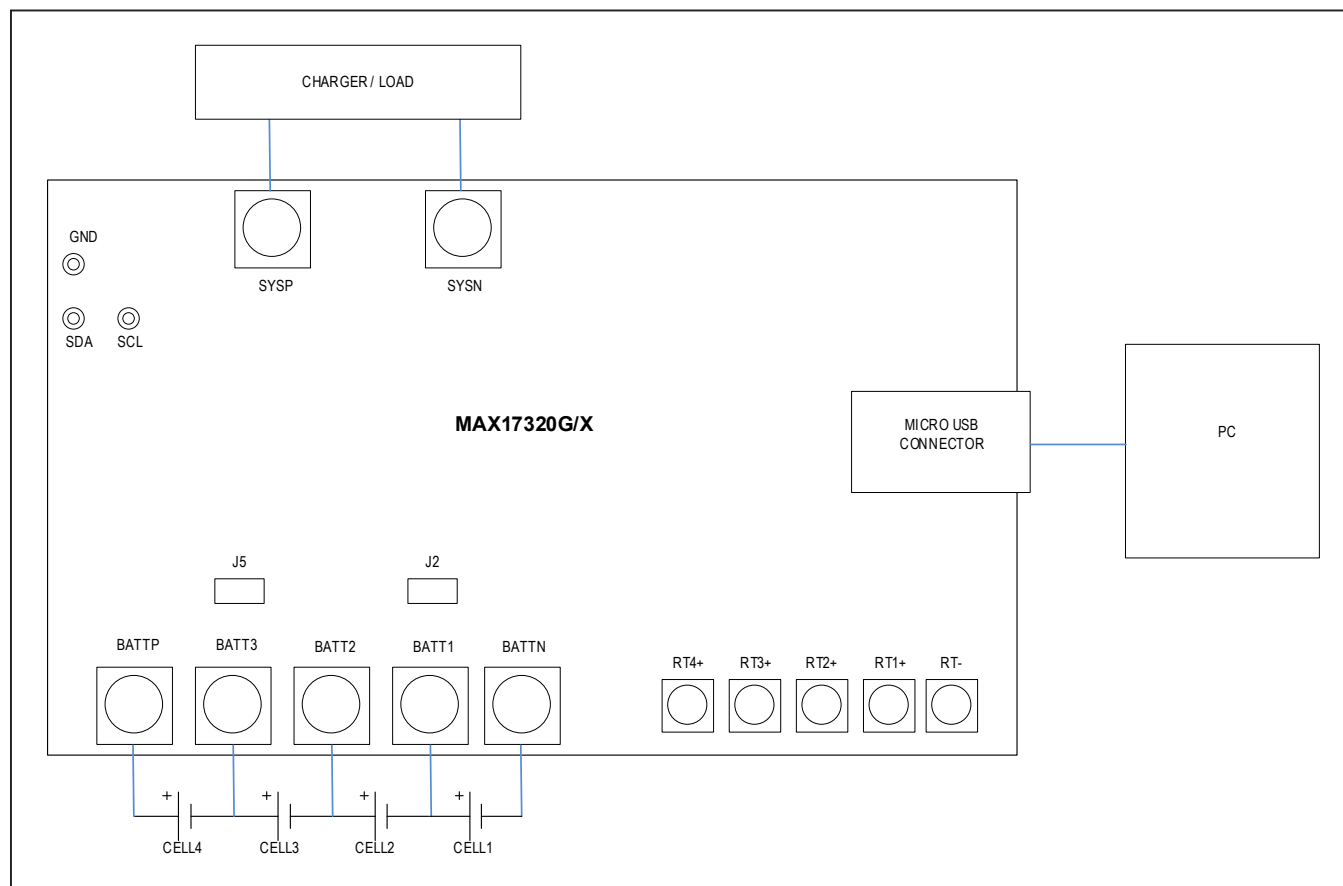 CHARGER / LOAD
GND
SYSP
SYSN
SDA
SCL
MAX17320G/X
MICRO USB
CONNECTOR
PC
J5
J2
BATTP
BATT3
BATT2
BATT1
BATTN
RT4+
RT3+
RT2+
RT1+
RT-
+
+
+
+
CELL4
CELL3
CELL2
CELL1